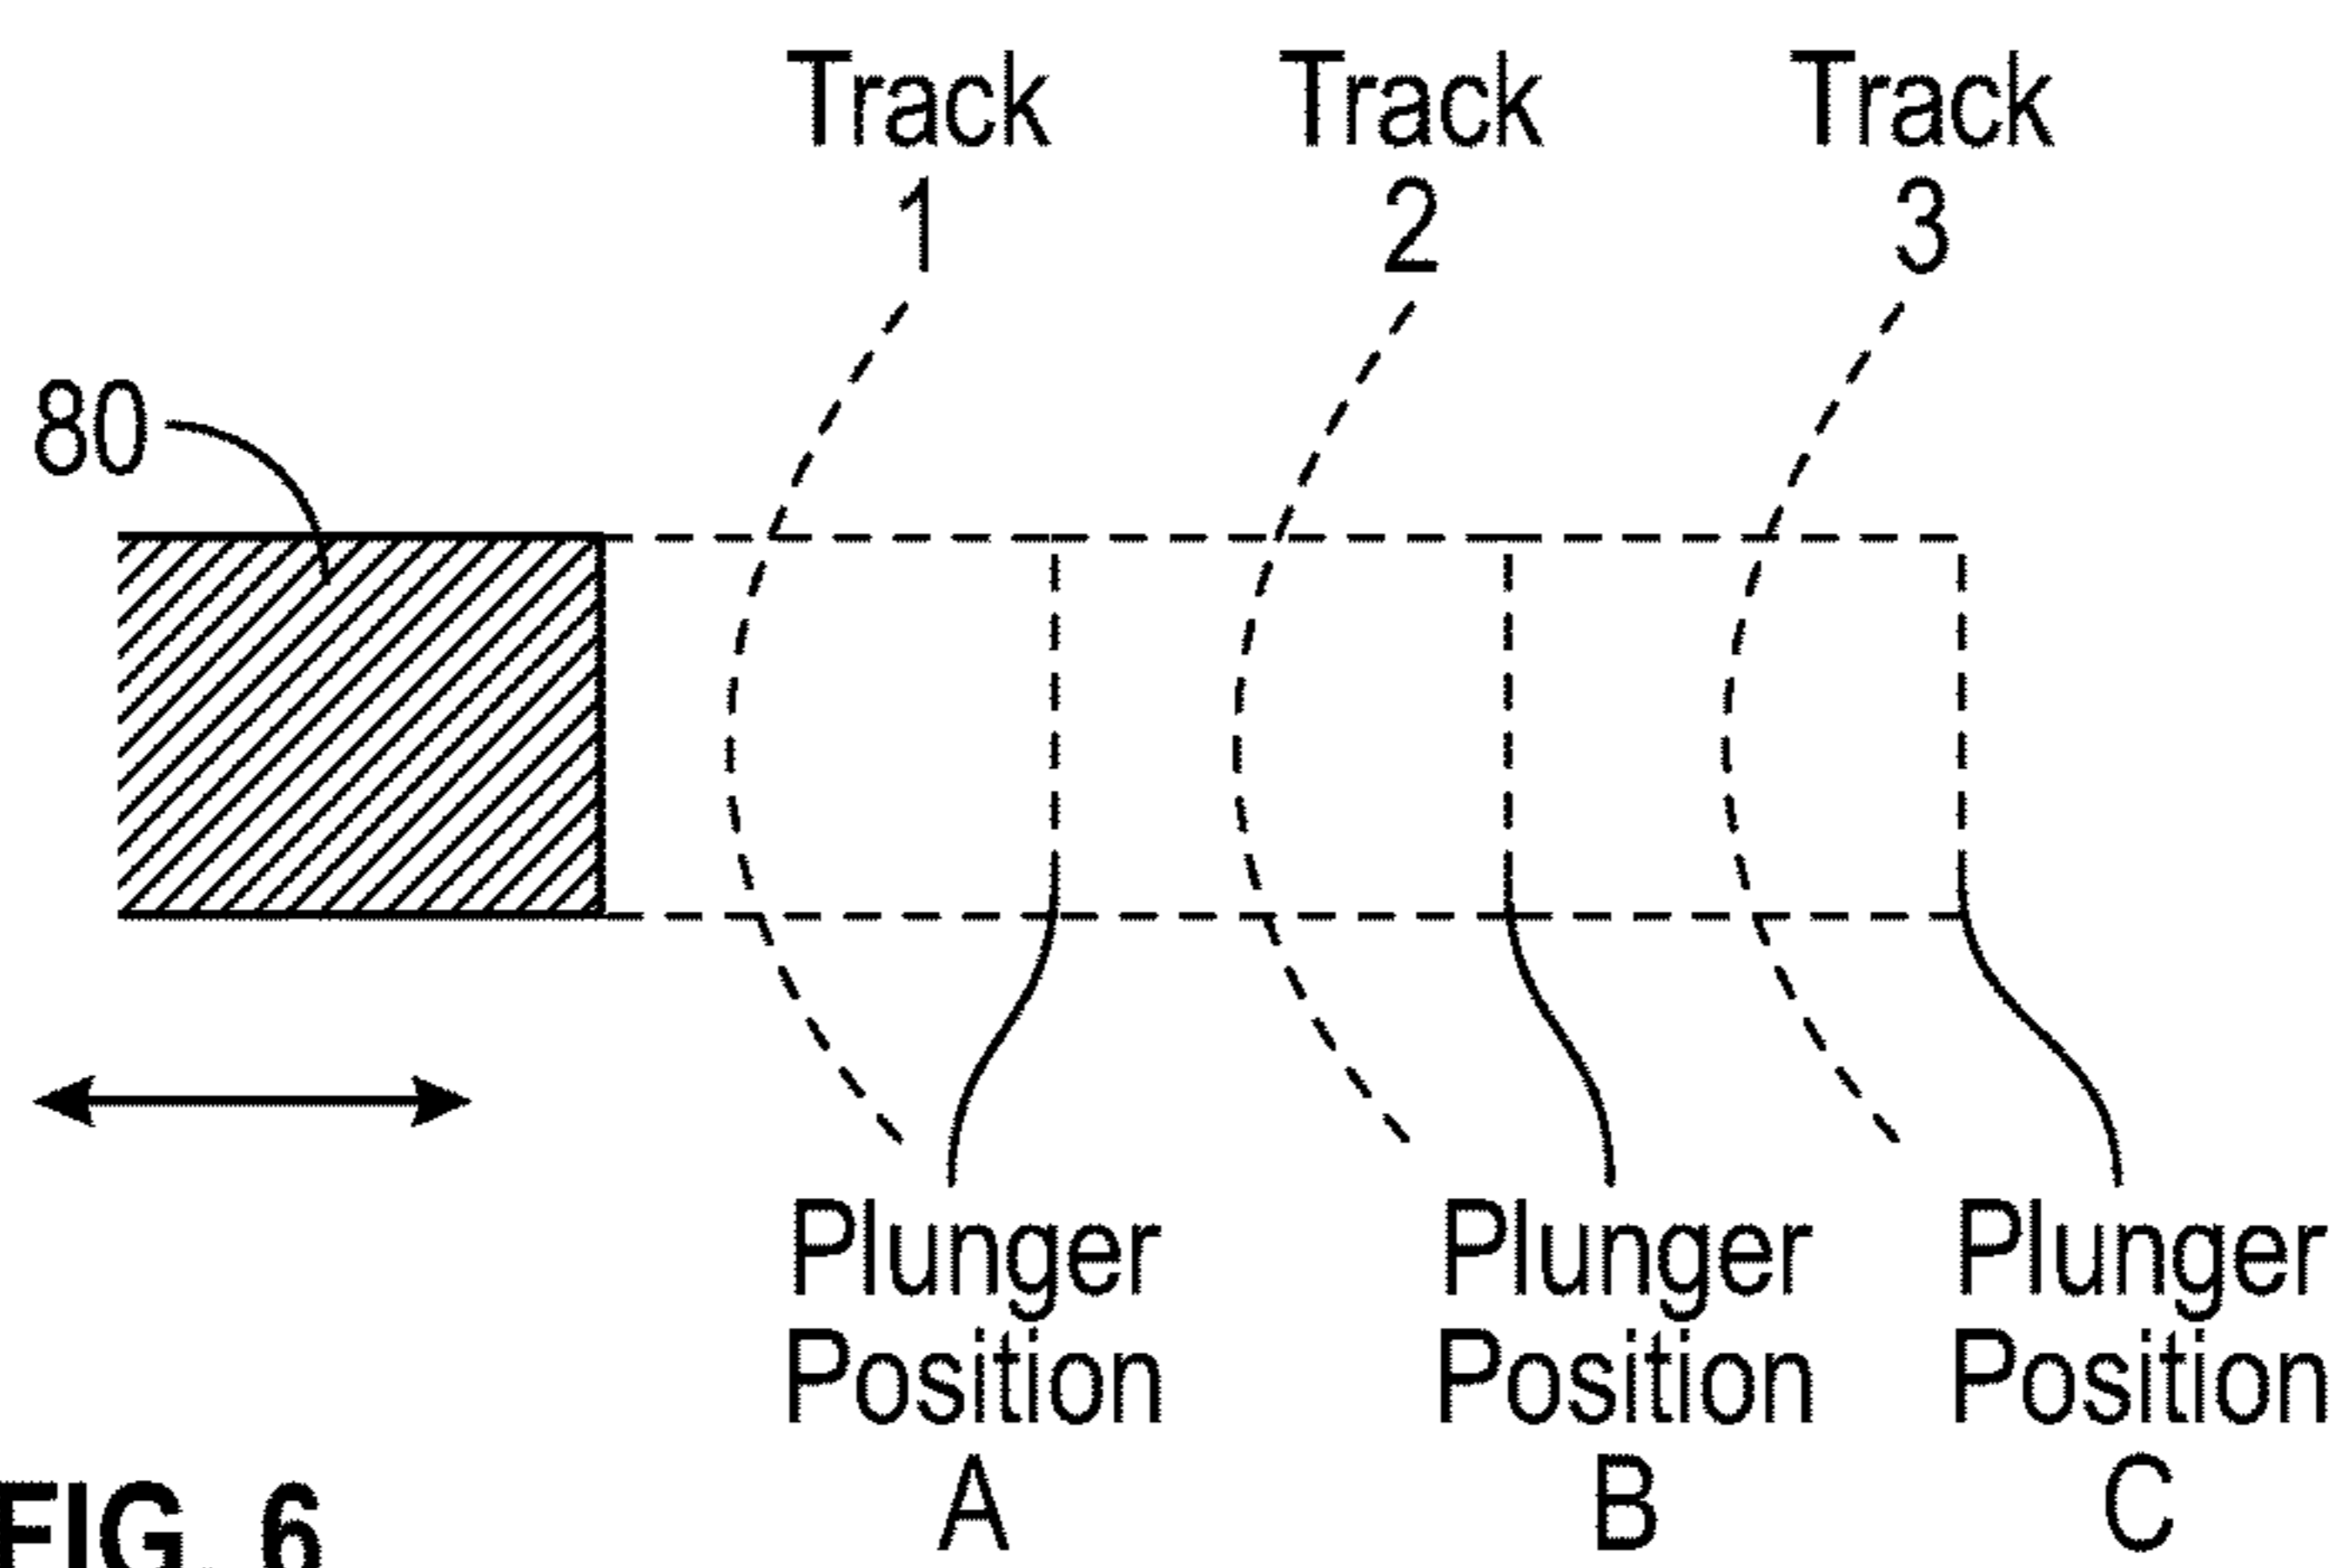 Track
1
Track
2
Track
3
80
Plunger
Position
A
Plunger
Position
B
Plunger
Position
C
FIG. 6